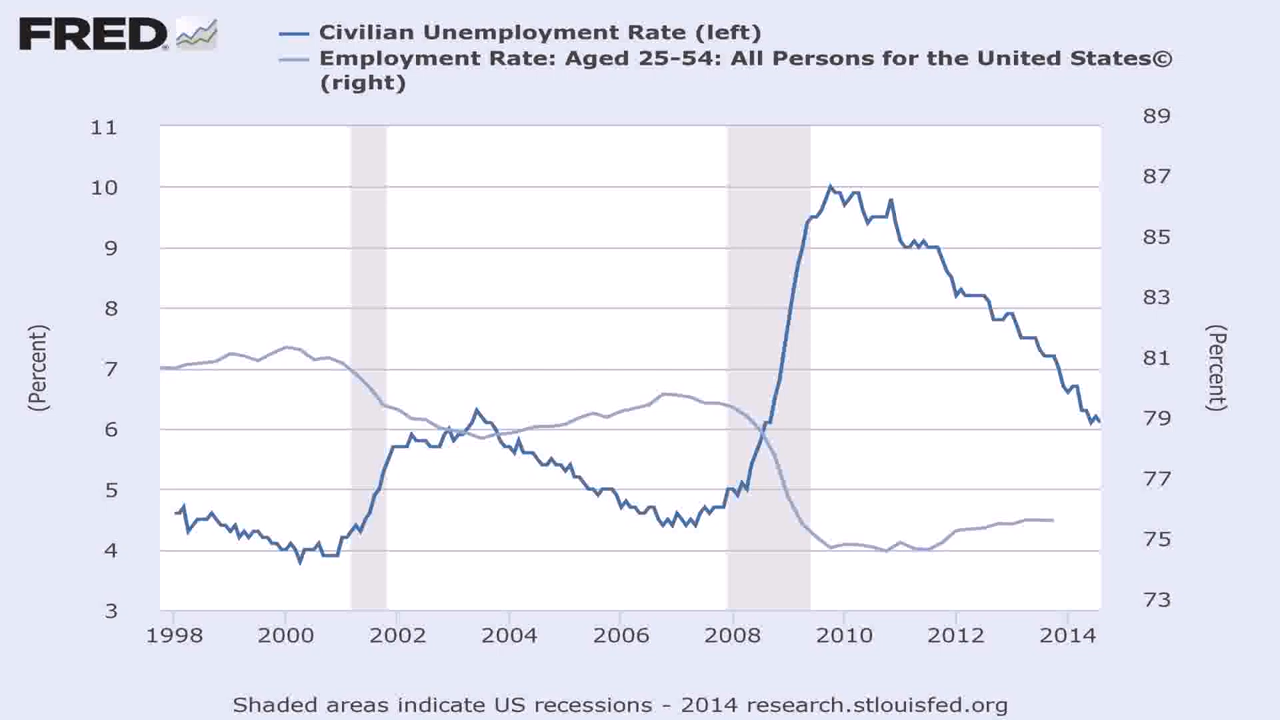 FRED
Civilian Unemployment Rate (left)
Employment Rate: Aged 25-54: All Persons for the United States©
(right)
11
10
9
8
7
6
5
4
3
(Percent)
89
87
85
83
81
79
77
75
73
(Percent)
1998 2000 2002 2004 2006 2008 2010 2012 2014
Shaded areas indicate US recessions - 2014 research.stlouisfed.org